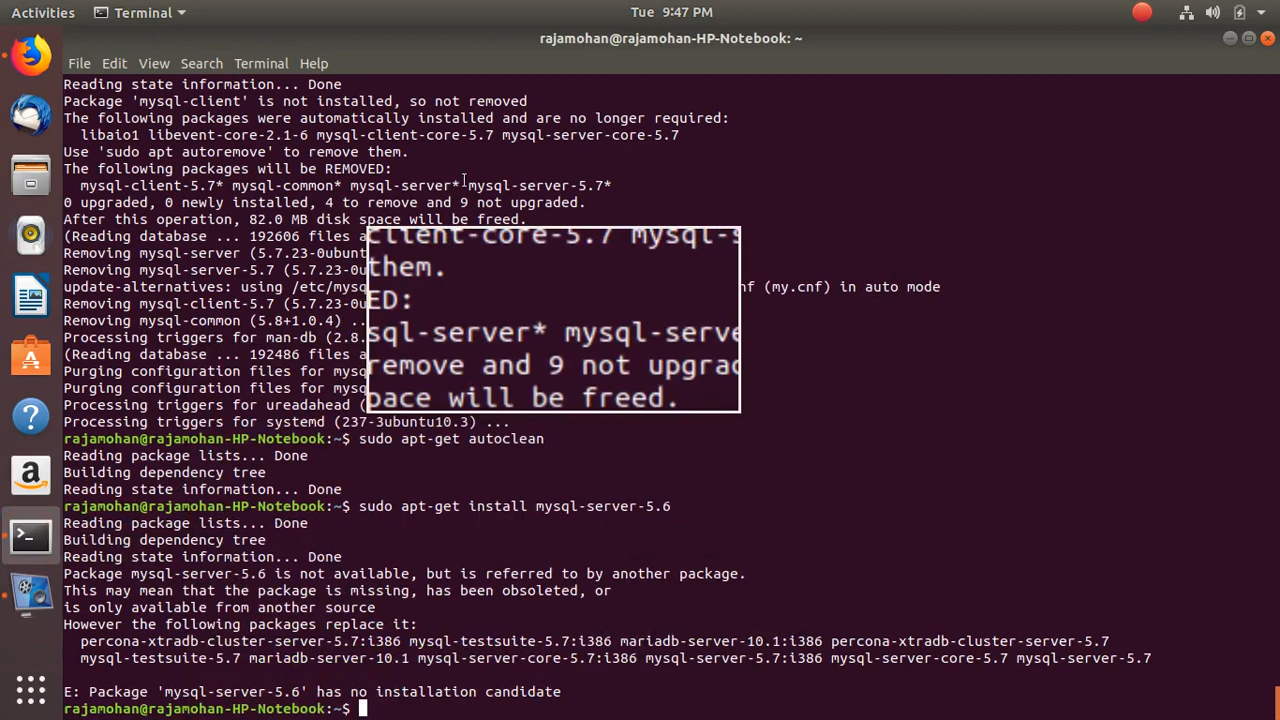 Activities Terminal Tue 9:47 PM
rajamohan@rajamohan-HP-Notebook: ~
File Edit View Search Terminal Help
Reading state information... Done
Package 'mysql-client' is not installed, so not removed
The following packages were automatically installed and are no longer required:
libaio1 libevent-core-2.1-6 mysql-client-core-5.7 mysql-server-core-5.7
Use 'sudo apt autoremove' to remove them.
The following packages will be REMOVED:
mysql-client-5.7* mysql-common* mysql-server* mysql-server-5.7*
0 upgraded, 0 newly installed, 4 to remove and 9 not upgraded.
After this operation, 82.0 MB disk space will be freed.
(Reading database ... 192606 files a
Removing mysql-server (5.7.23-0ubunt
Removing mysql-server-5.7 (5.7.23-0u
update-alternatives: using /etc/mysq nf (my.cnf) in auto mode
Removing mysql-client-5.7 (5.7.23-0u
Removing mysql-common (5.8+1.0.4) ..
Processing triggers for man-db (2.8.
(Reading database ... 192486 files a
Purging configuration files for mysq
Purging configuration files for mysq
Processing triggers for ureadahead (
Processing triggers for systemd (237-3ubuntu10.3) ...
client-core-5.7 mysql-s
them.
ED:
sql-server* mysql-serve
remove and 9 not upgrad
pace will be freed.
rajamohan@rajamohan-HP-Notebook:~$ sudo apt-get autoclean
Reading package lists... Done
Building dependency tree
Reading state information... Done
rajamohan@rajamohan-HP-Notebook:~$ sudo apt-get install mysql-server-5.6
Reading package lists... Done
Building dependency tree
Reading state information... Done
Package mysql-server-5.6 is not available, but is referred to by another package.
This may mean that the package is missing, has been obsoleted, or
is only available from another source
However the following packages replace it:
percona-xtradb-cluster-server-5.7:i386 mysql-testsuite-5.7:i386 mariadb-server-10.1:i386 percona-xtradb-cluster-server-5.7
mysql-testsuite-5.7 mariadb-server-10.1 mysql-server-core-5.7:i386 mysql-server-5.7:i386 mysql-server-core-5.7 mysql-server-5.7
E: Package 'mysql-server-5.6' has no installation candidate
rajamohan@rajamohan-HP-Notebook:~$